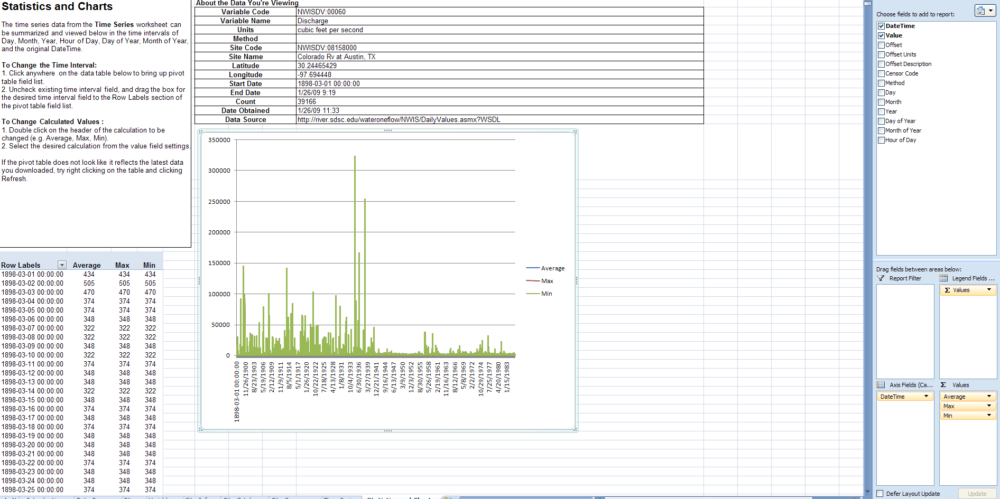 Statistics and Charts
The time series data from the Time Series worksheet can
be summarized and viewed below in the time intervals of
Day, Month, Year, Hour of Day, Day of Year, Month of Year,
and the original DateTime.
To Change the Time Interval:
1. Click anywhere on the data table below to bring up pivot
table field list.
2. Uncheck existing time interval field, and drag the box for
the desired time interval field to the Row Labels section of
the pivot table field list.
To Change Calculated Values :
1. Double click on the header of the calculation to be
changed (e.g. Average, Max, Min).
2. Select the desired calculation from the value field settings.
If the pivot table does not look like it reflects the latest data
you downloaded, try right clicking on the table and clicking
Refresh.
About the Data You're Viewing
Variable Code NWISDV:00060
Variable Name Discharge
Units cubic feet per second
Method
Site Code NWISDV:08158000
Site Name Colorado Rv at Austin, TX
Latitude 30.24465429
Longitude -97.694448
Start Date 1898-03-01 00:00:00
End Date 1/26/09 9:19
Count 39166
Date Obtained 1/26/09 11:33
Data Source http://river.sdsc.edu/wateroneflow/NWIS/DailyValues.asmx?WSDL
350000
300000
250000
200000
150000
100000
50000
0
1898-03-01 00:00:00
11/26/1900
8/23/1903
5/19/1906
2/12/1909
11/9/1911
8/5/1914
5/1/1917
1/26/1920
10/22/1922
7/18/1925
4/13/1928
1/8/1931
10/4/1933
6/30/1936
3/27/1939
12/21/1941
9/16/1944
6/13/1947
3/9/1950
12/3/1952
8/30/1955
5/26/1958
2/19/1961
11/16/1963
8/12/1966
5/8/1969
2/2/1972
10/29/1974
7/25/1977
4/20/1980
1/15/1983
Average
Max
Min
Row Labels Average Max Min
1898-03-01 00:00:00 434 434 434
1898-03-02 00:00:00 505 505 505
1898-03-03 00:00:00 470 470 470
1898-03-04 00:00:00 374 374 374
1898-03-05 00:00:00 374 374 374
1898-03-06 00:00:00 348 348 348
1898-03-07 00:00:00 322 322 322
1898-03-08 00:00:00 322 322 322
1898-03-09 00:00:00 348 348 348
1898-03-10 00:00:00 322 322 322
1898-03-11 00:00:00 374 374 374
1898-03-12 00:00:00 348 348 348
1898-03-13 00:00:00 348 348 348
1898-03-14 00:00:00 322 322 322
1898-03-15 00:00:00 348 348 348
1898-03-16 00:00:00 374 374 374
1898-03-17 00:00:00 348 348 348
1898-03-18 00:00:00 374 374 374
1898-03-19 00:00:00 348 348 348
1898-03-20 00:00:00 348 348 348
1898-03-21 00:00:00 348 348 348
1898-03-22 00:00:00 374 374 374
1898-03-23 00:00:00 348 348 348
1898-03-24 00:00:00 348 348 348
1898-03-25 00:00:00 374 374 374
Choose fields to add to report:
DateTime
Value
Offset
Offset Units
Offset Description
Censor Code
Method
Day
Month
Year
Day of Year
Month of Year
Hour of Day
Drag fields between areas below:
Report Filter
Legend Fields ...
Σ Values
Axis Fields (Ca...
Σ Values
DateTime
Average
Max
Min
Defer Layout Update
Update